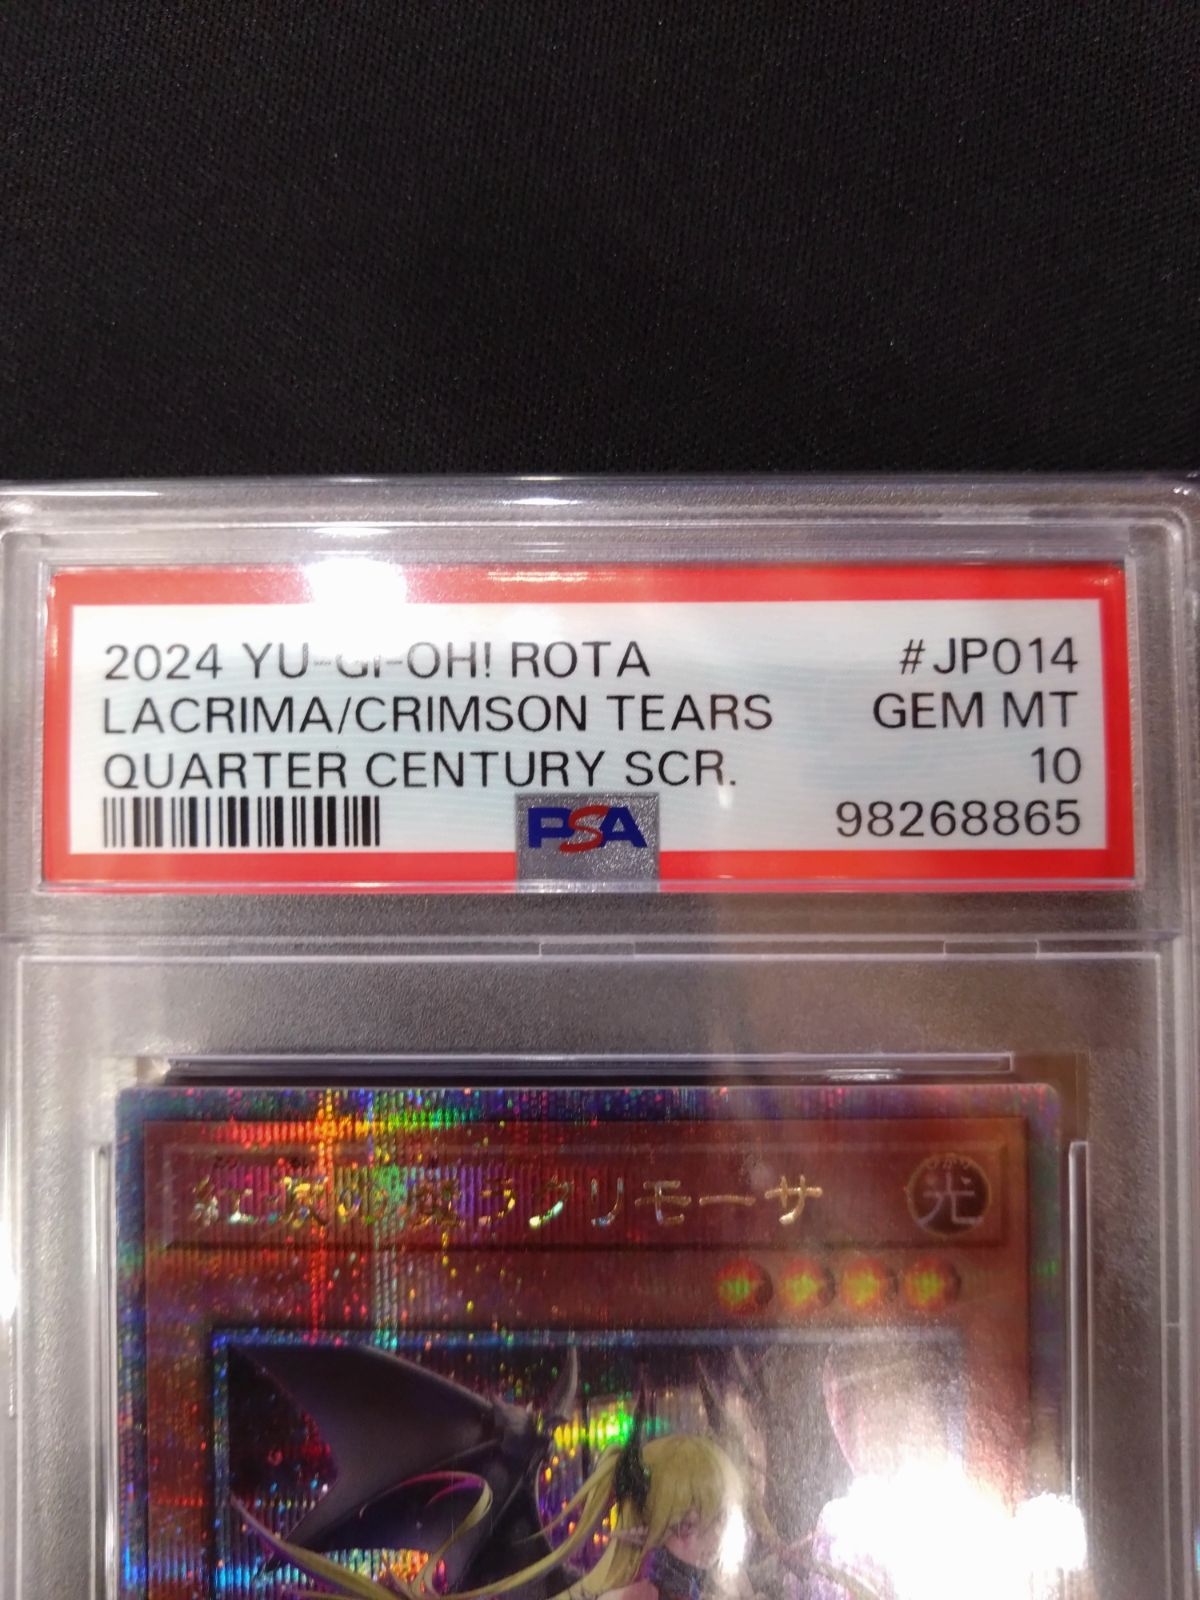 2024 YU-GI-OH! ROTA #JP014
LACRIMA/CRIMSON TEARS GEM MT
QUARTER CENTURY SCR. 10
PSA 98268865
紅涙の魔ラクリモーサ
光